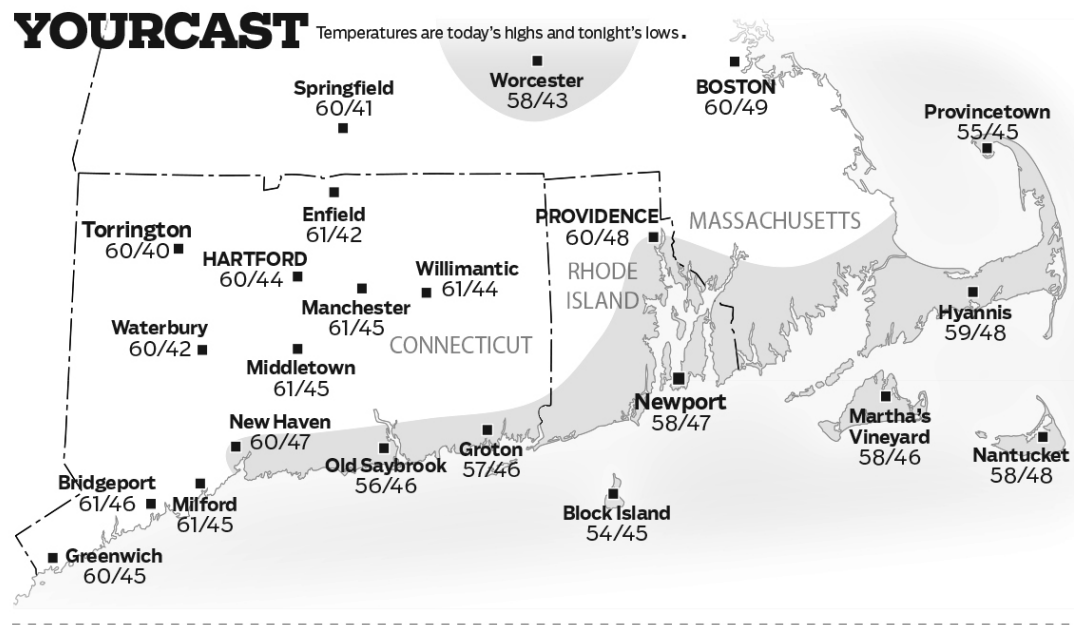 YOURCAST
Temperatures are today's highs and tonight's lows.
Springfield
60/41
Worcester
58/43
BOSTON
60/49
Provincetown
55/45
Enfield
61/42
Torrington
60/40
HARTFORD
60/44
Manchester
61/45
Willimantic
61/44
PROVIDENCE
60/48
MASSACHUSETTS
RHODE
ISLAND
Hyannis
59/48
Waterbury
60/42
CONNECTICUT
Middletown
61/45
Newport
58/47
Martha's
Vineyard
58/46
Nantucket
58/48
New Haven
60/47
Old Saybrook
56/46
Groton
57/46
Bridgeport
61/46
Milford
61/45
Block Island
54/45
Greenwich
60/45